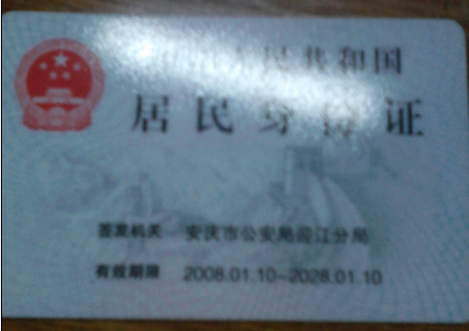 人民共和国
居民身份证
签发机关 安庆市公安局迎江分局
有效期限 2008.01.10-2028.01.10